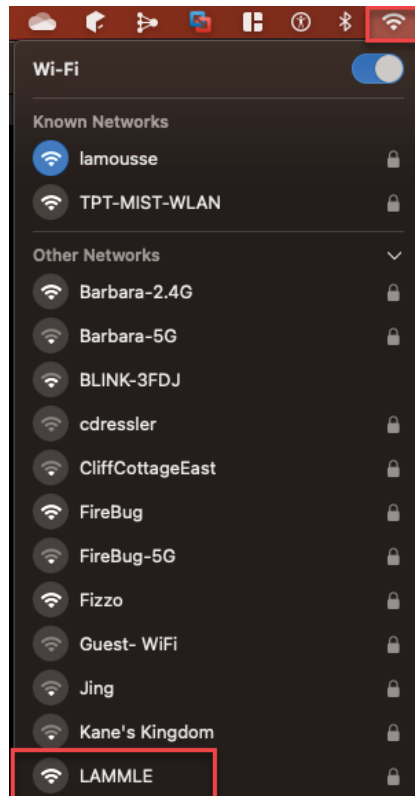 Wi-Fi
Known Networks
lamousse
TPT-MIST-WLAN
Other Networks
Barbara-2.4G
Barbara-5G
BLINK-3FDJ
cdressler
CliffCottageEast
FireBug
FireBug-5G
Fizzo
Guest- WiFi
Jing
Kane's Kingdom
LAMMLE